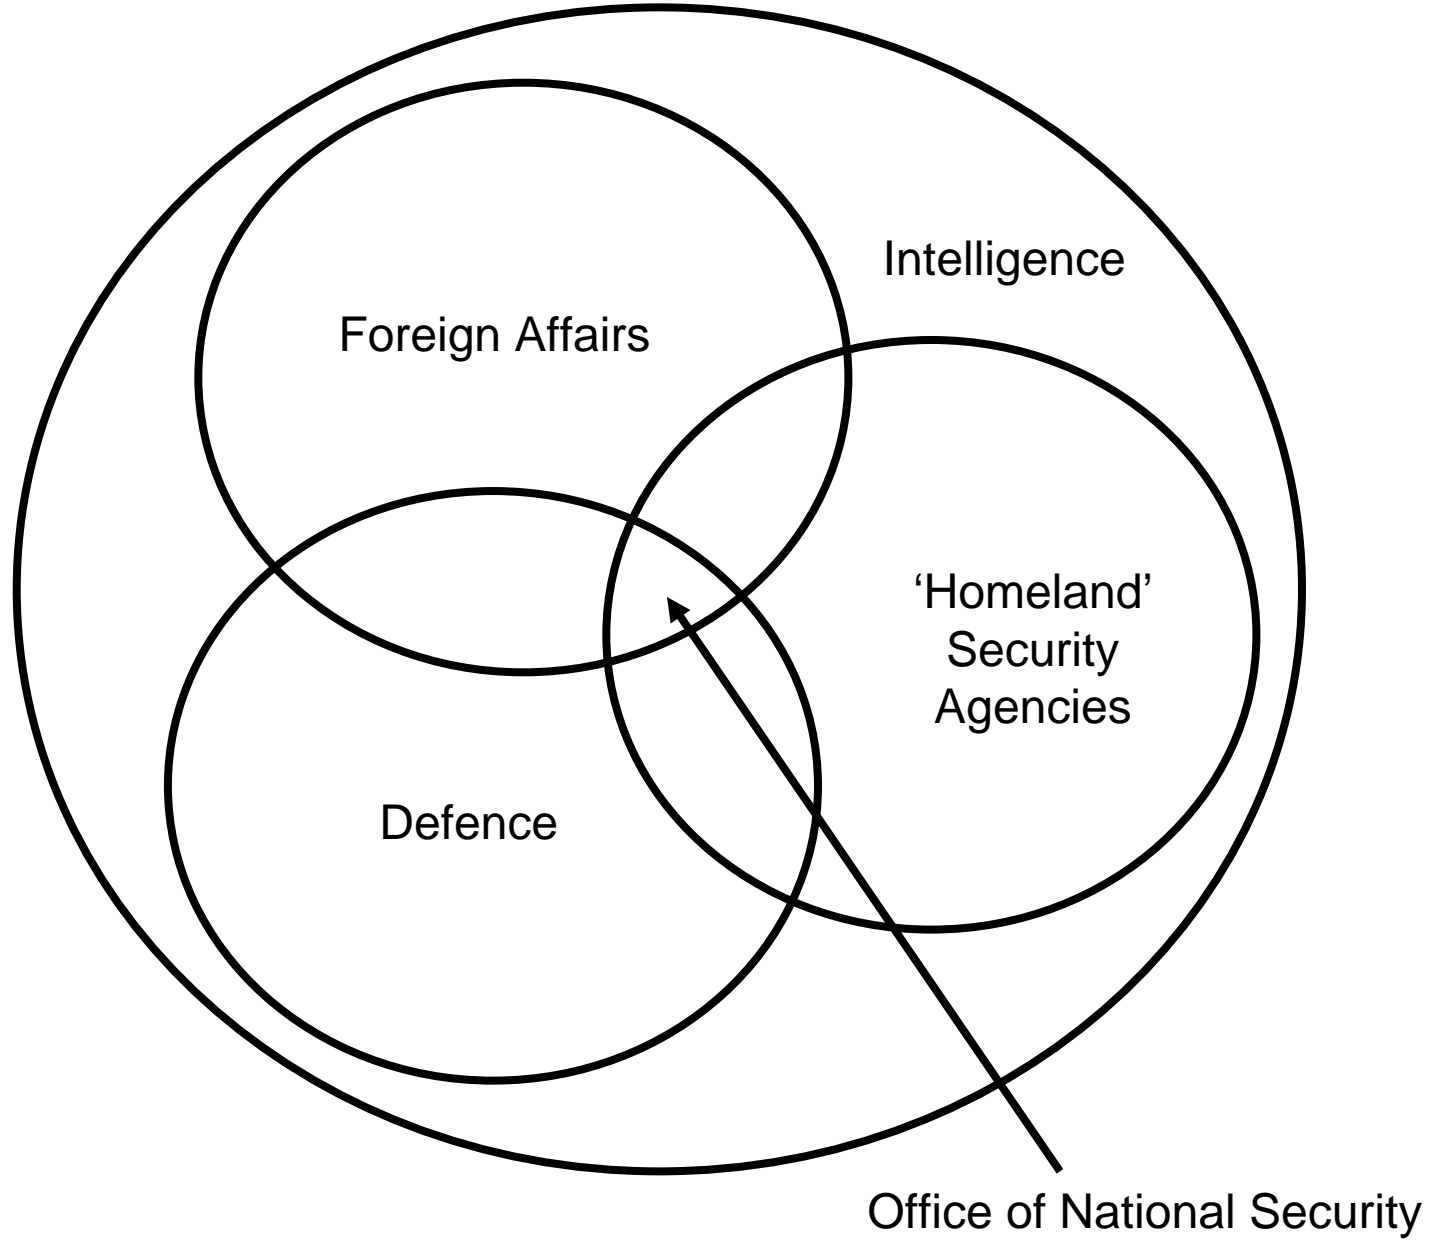 Intelligence
Foreign Affairs
‘Homeland’
Security
Agencies
Defence
Office of National Security